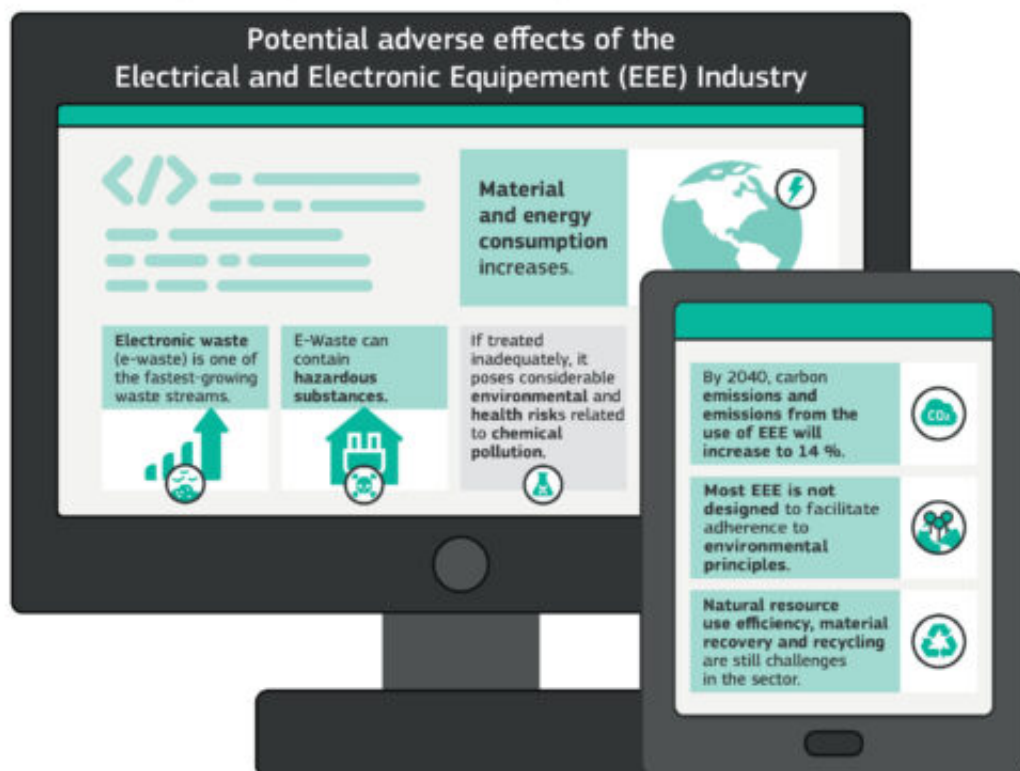 Potential adverse effects of the
Electrical and Electronic Equipement (EEE) Industry
</>
Material
and energy
consumption
increases.
Electronic waste
(e-waste) is one of
the fastest-growing
waste streams.
E-Waste can
contain
hazardous
substances.
If treated
inadequately, it
poses considerable
environmental and
health risks related
to chemical
pollution.
By 2040, carbon
emissions and
emissions from the
use of EEE will
increase to 14 %.
CO₂
Most EEE is not
designed to facilitate
adherence to
environmental
principles.
Natural resource
use efficiency, material
recovery and recycling
are still challenges
in the sector.